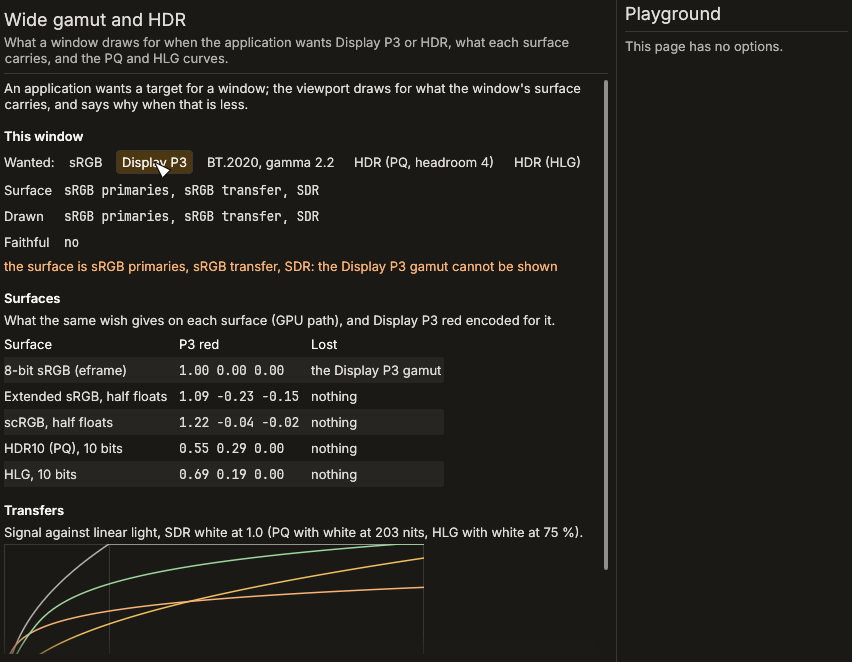 Wide gamut and HDR
What a window draws for when the application wants Display P3 or HDR, what each surface
carries, and the PQ and HLG curves.
An application wants a target for a window; the viewport draws for what the window's surface
carries, and says why when that is less.
This window
Wanted: sRGB Display P3 BT.2020, gamma 2.2 HDR (PQ, headroom 4) HDR (HLG)
Surface sRGB primaries, sRGB transfer, SDR
Drawn sRGB primaries, sRGB transfer, SDR
Faithful no
the surface is sRGB primaries, sRGB transfer, SDR: the Display P3 gamut cannot be shown
Surfaces
What the same wish gives on each surface (GPU path), and Display P3 red encoded for it.
Surface P3 red Lost
8-bit sRGB (eframe) 1.00 0.00 0.00 the Display P3 gamut
Extended sRGB, half floats 1.09 -0.23 -0.15 nothing
scRGB, half floats 1.22 -0.04 -0.02 nothing
HDR10 (PQ), 10 bits 0.55 0.29 0.00 nothing
HLG, 10 bits 0.69 0.19 0.00 nothing
Transfers
Signal against linear light, SDR white at 1.0 (PQ with white at 203 nits, HLG with white at 75 %).
Playground
This page has no options.